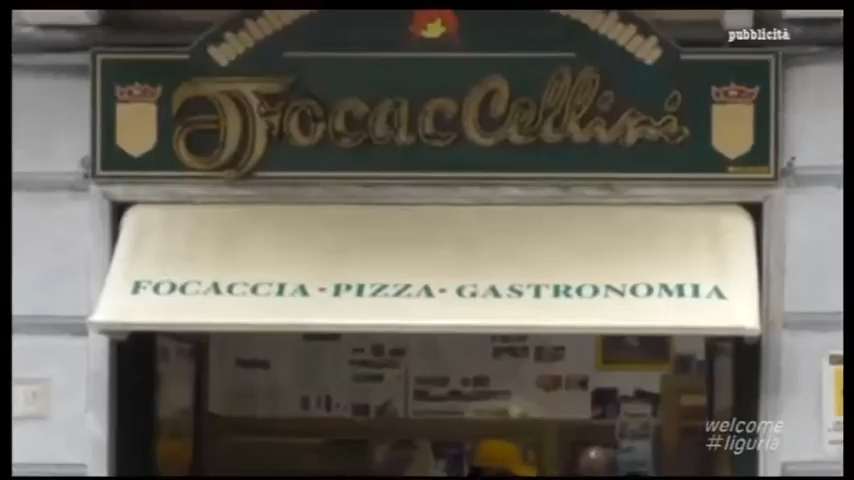 pubblicità
FocacCellini
FOCACCIA · PIZZA · GASTRONOMIA
welcome
#liguria